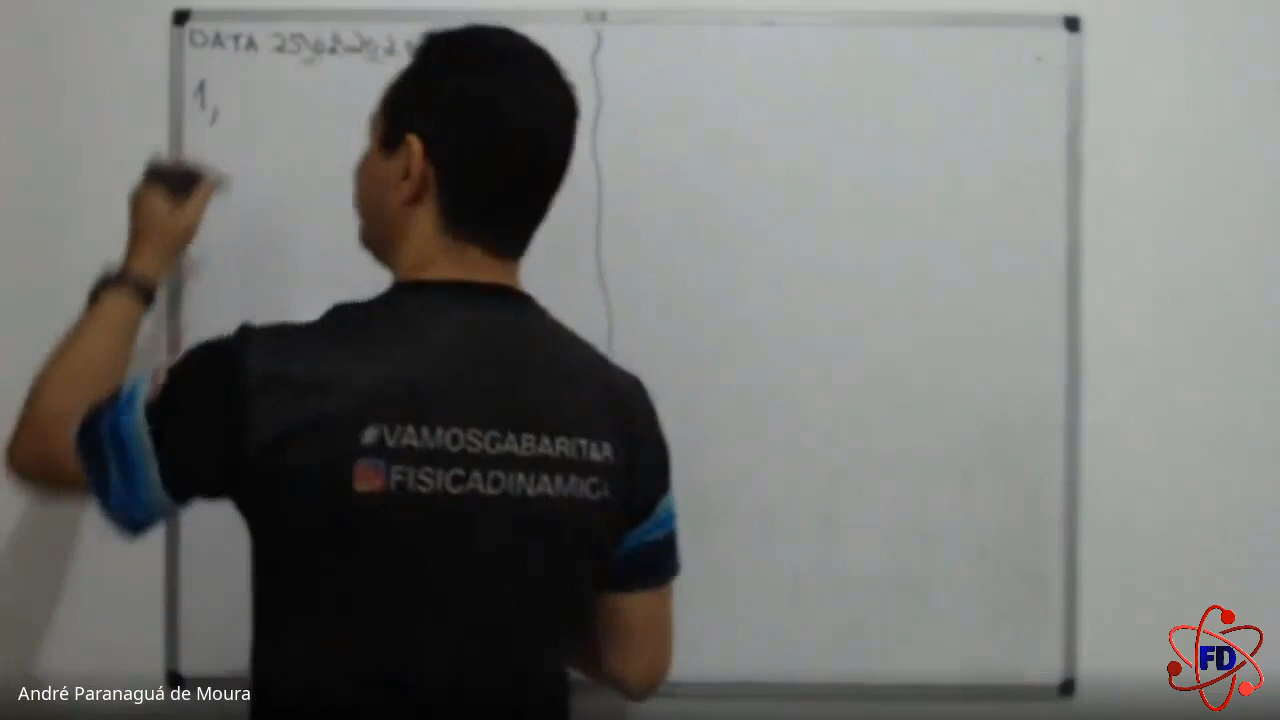 DATA
1,
#VAMOSGABARITAR
FISICADINAMICA
FD
André Paranaguá de Moura